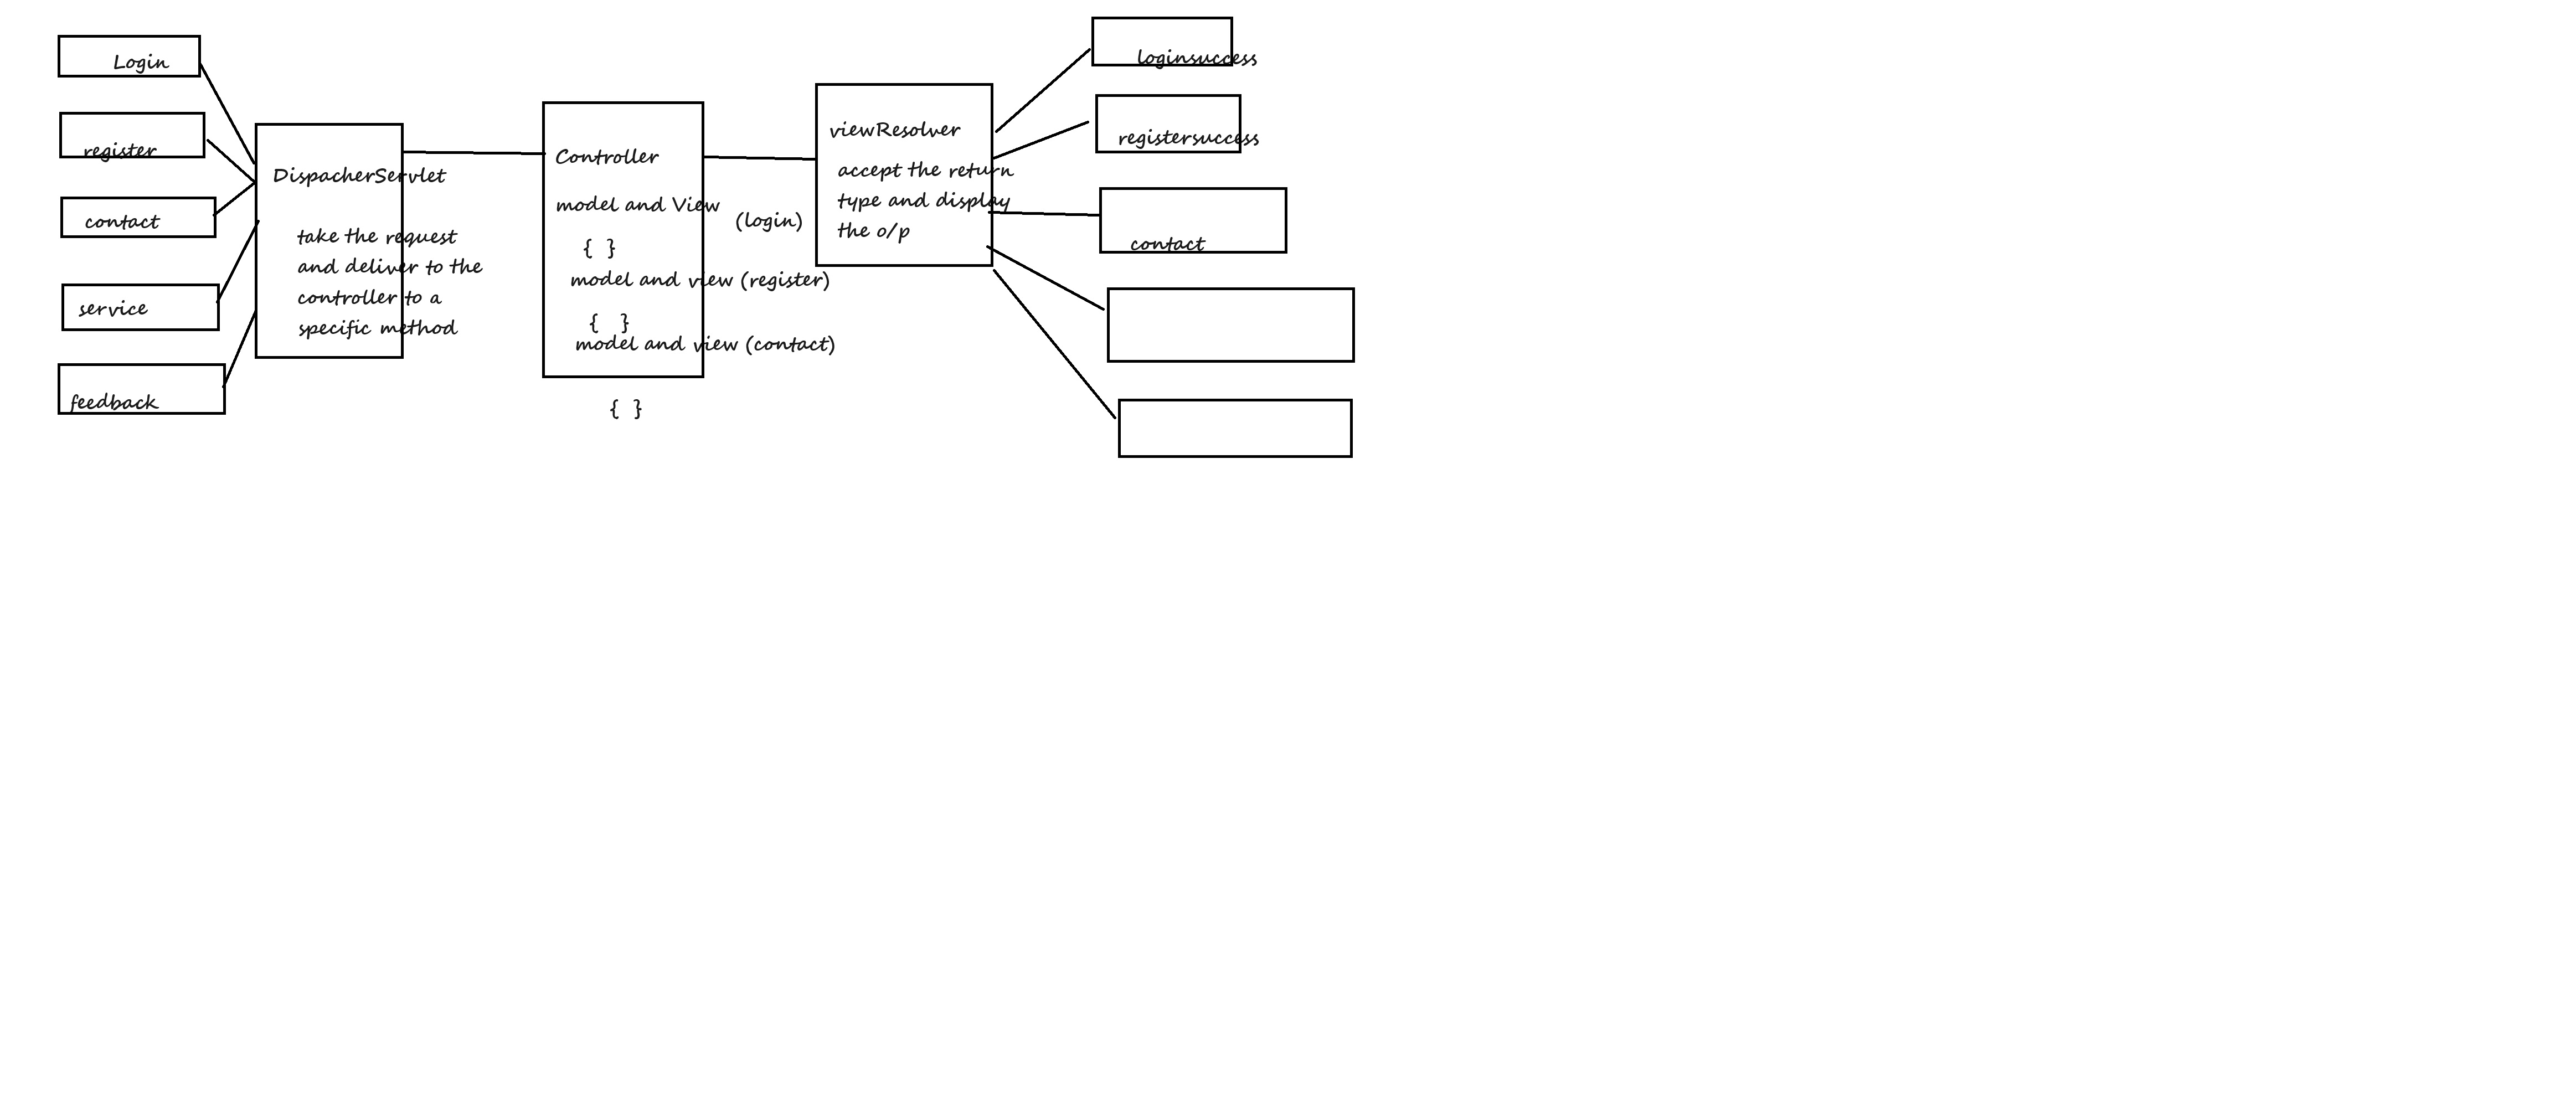 Login
register
contact
service
feedback
DispacherServlet
take the request
and deliver to the
controller to a
specific method
Controller
model and View (login)
{ }
model and view (register)
{ }
model and view (contact)
{ }
viewResolver
accept the return
type and display
the o/p
loginsuccess
registersuccess
contact